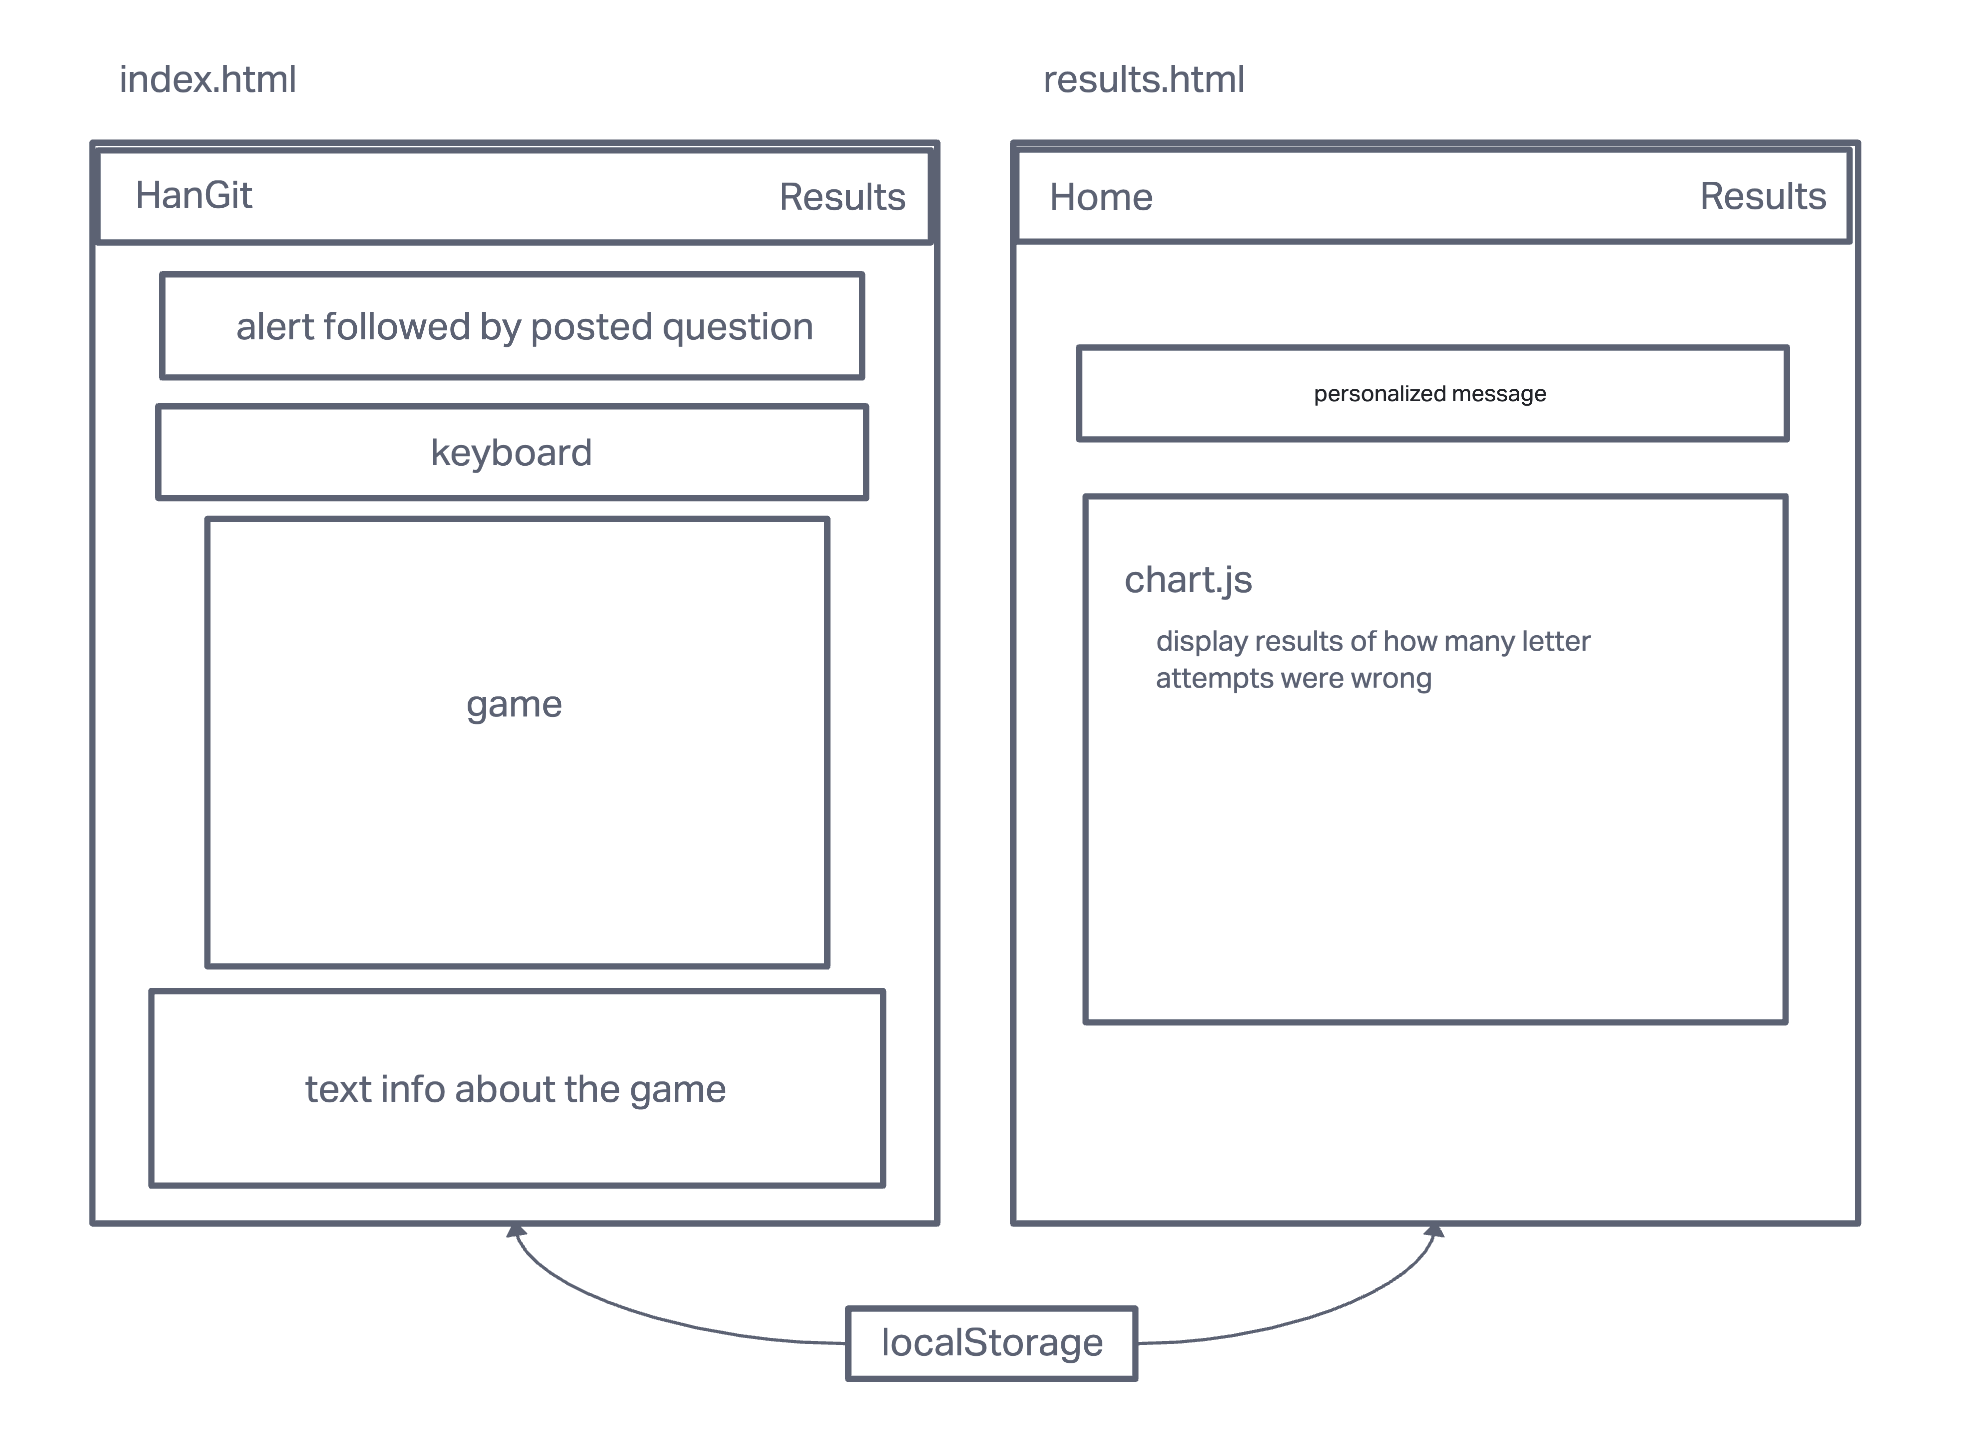 index.html
HanGit
Results
alert followed by posted question
keyboard
game
text info about the game
results.html
Home
Results
personalized message
chart.js
display results of how many letter
attempts were wrong
localStorage